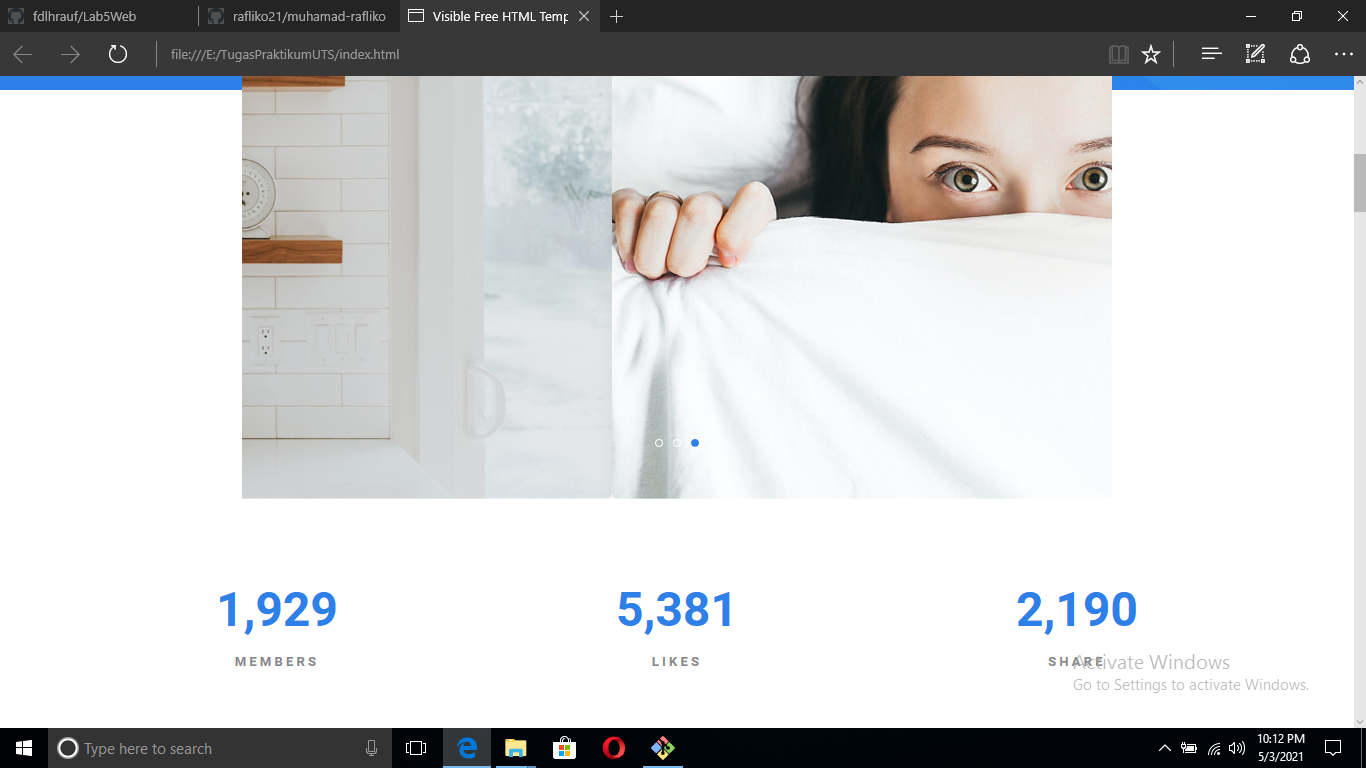 fdlhrauf/Lab5Web
rafliko21/muhamad-rafliko
Visible Free HTML Temp
file:///E:/TugasPraktikumUTS/index.html
1,929
5,381
2,190
MEMBERS
LIKES
SHARE
Activate Windows
Go to Settings to activate Windows.
Type here to search
10:12 PM
5/3/2021